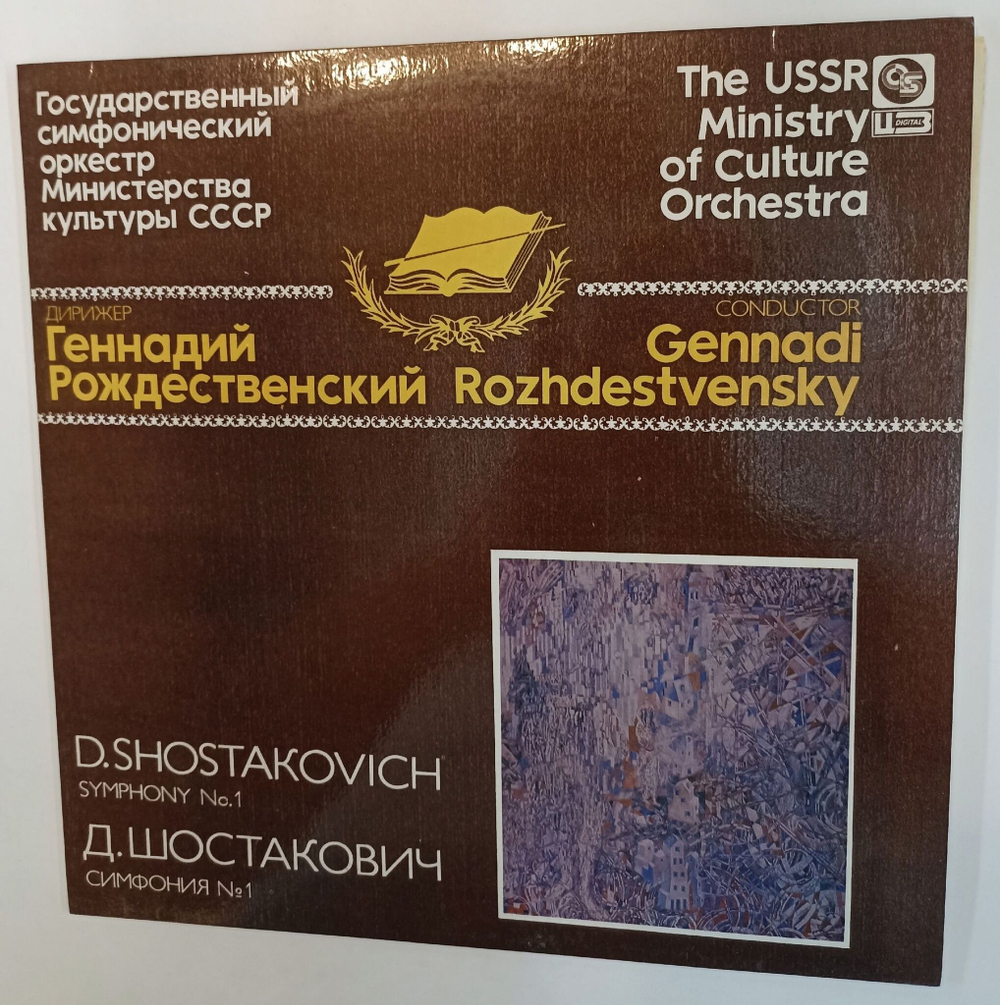 Государственный
симфонический
оркестр
Министерства
культуры СССР
The USSR
Ministry
of Culture
Orchestra
ЦЗ
DIGITAL
ДИРИЖЕР
Геннадий
Рождественский
CONDUCTOR
Gennadi
Rozhdestvensky
D.SHOSTAKOVICH
SYMPHONY No.1
Д.ШОСТАКОВИЧ
СИМФОНИЯ №1